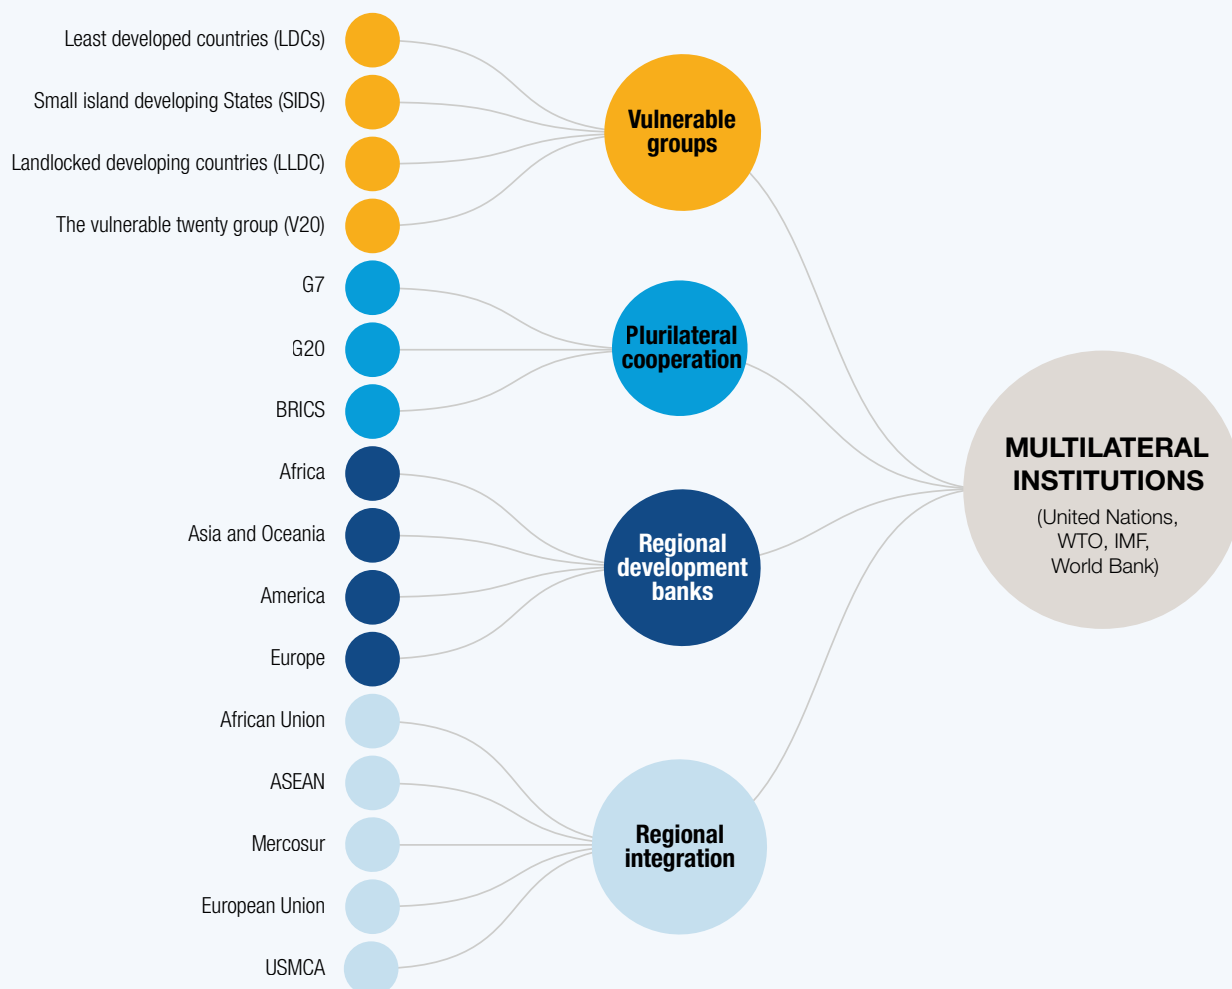 Least developed countries (LDCs)
Small island developing States (SIDS)
Landlocked developing countries (LLDC)
The vulnerable twenty group (V20)
G7
G20
BRICS
Africa
Asia and Oceania
America
Europe
African Union
ASEAN
Mercosur
European Union
USMCA
Vulnerable
groups
Plurilateral
cooperation
Regional
development
banks
Regional
integration
MULTILATERAL
INSTITUTIONS
(United Nations,
WTO, IMF,
World Bank)